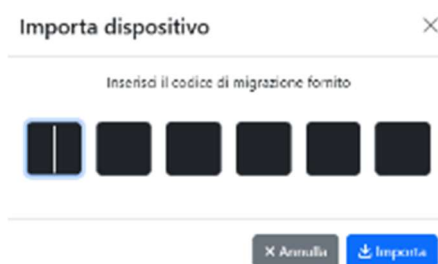 Importa dispositivo
Inserisci il codice di migrazione fornito
Annulla
Importa